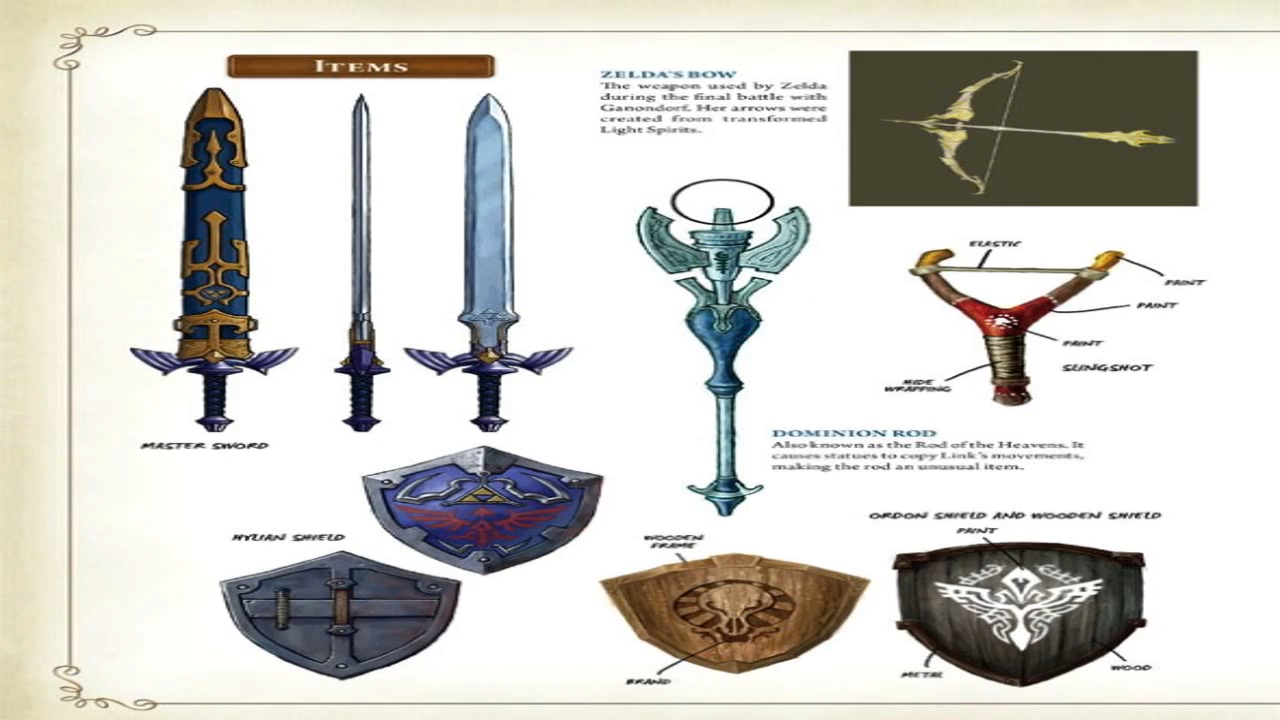 ITEMS
ZELDA'S BOW
The weapon used by Zelda
during the final battle with
Ganondorf. Her arrows were
created from transformed
Light Spirits.
ELASTIC
PAINT
PAINT
PAINT
SLINGSHOT
HIDE
WRAPPING
MASTER SWORD
DOMINION ROD
Also known as the Rod of the Heavens. It
causes statues to copy Link's movements,
making the rod an unusual item.
HYLIAN SHIELD
WOODEN
FRAME
BRAND
ORDON SHIELD AND WOODEN SHIELD
PAINT
METAL
WOOD